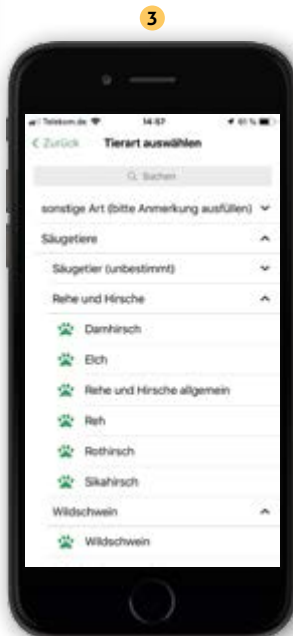 3
Telekom.de 14:57 61 %
Zurück Tierart auswählen
Suchen
sonstige Art (bitte Anmerkung ausfüllen)
Säugetiere
Säugetier (unbestimmt)
Rehe und Hirsche
Damhirsch
Elch
Rehe und Hirsche allgemein
Reh
Rothirsch
Sikahirsch
Wildschwein
Wildschwein